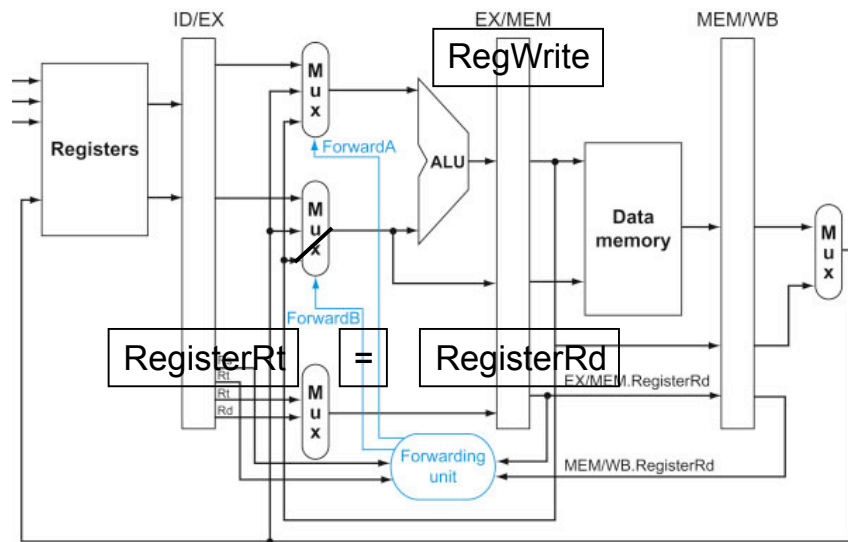 ID/EX
EX/MEM
MEM/WB
RegWrite
Mux
Registers
ForwardA
ALU
Mux
Data
memory
Mux
ForwardB
RegisterRt
=
RegisterRd
Rt
Rt
Rd
Mux
EX/MEM.RegisterRd
Forwarding
unit
MEM/WB.RegisterRd